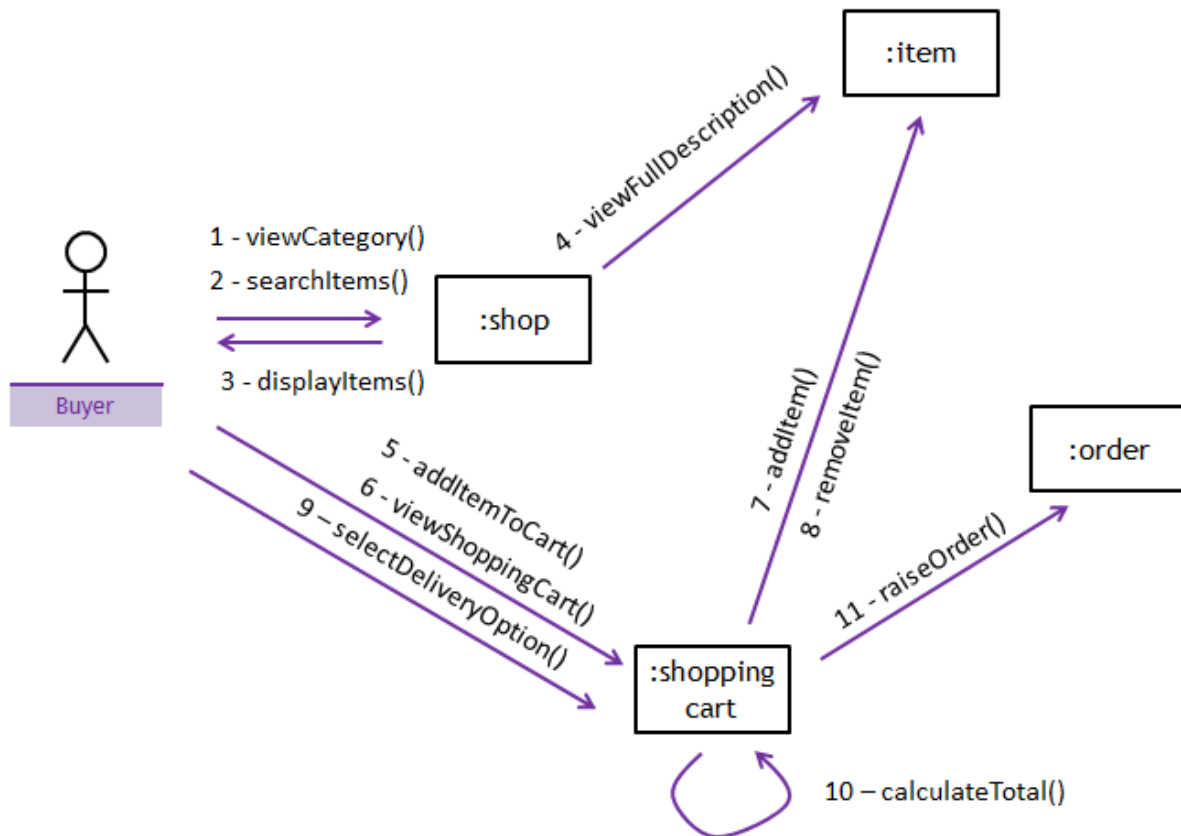 :item
4 - viewFullDescription()
1 - viewCategory()
2 - searchItems()
:shop
3 - displayItems()
Buyer
5 - addItemToCart()
6 - viewShoppingCart()
9 – selectDeliveryOption()
7 - addItem()
8 - removeItem()
:order
11 - raiseOrder()
:shopping
cart
10 – calculateTotal()